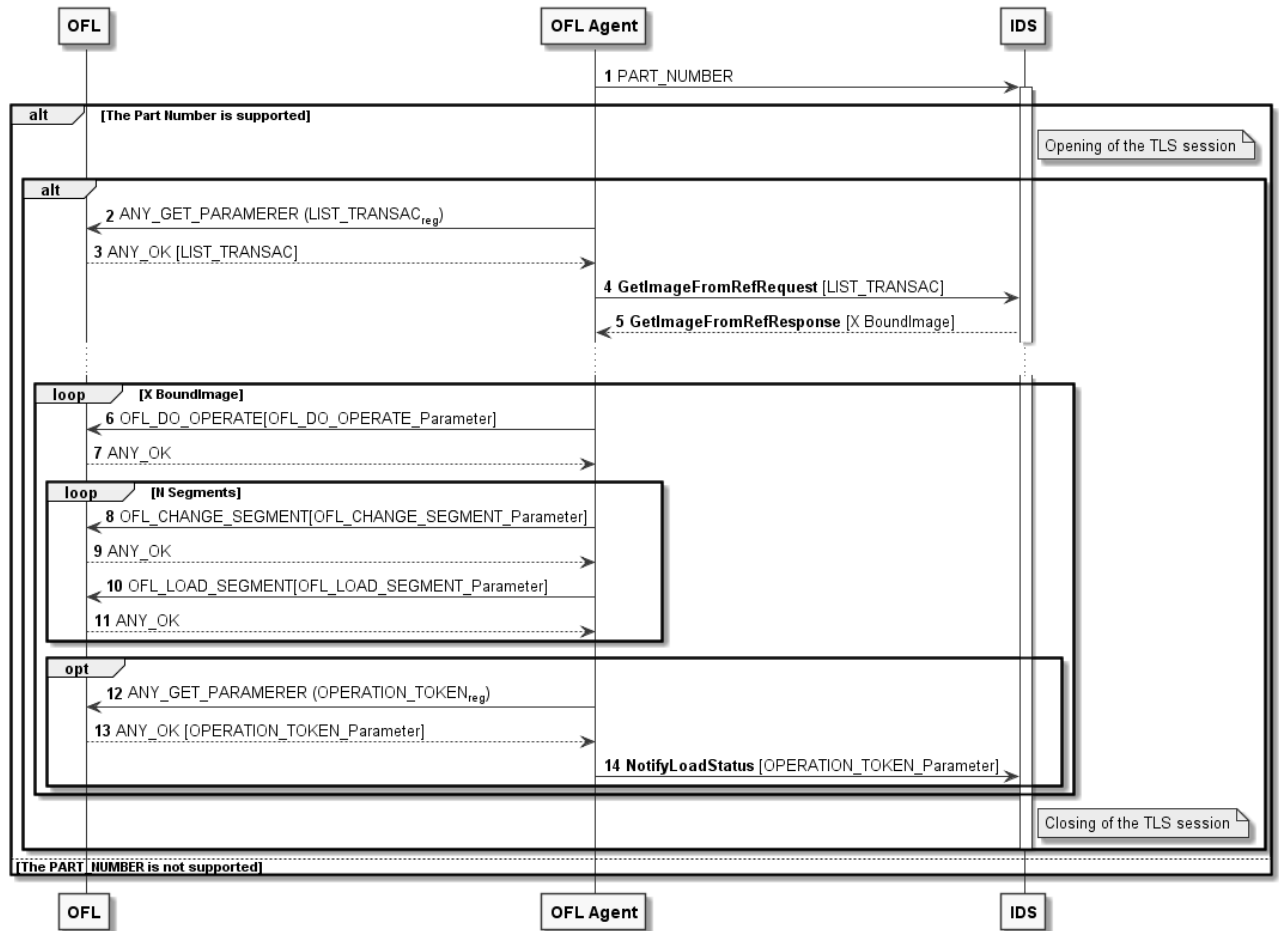 OFL OFL Agent IDS
1 PART_NUMBER
alt [The Part Number is supported]
Opening of the TLS session
alt
2 ANY_GET_PARAMERER (LIST_TRANSACreg)
3 ANY_OK [LIST_TRANSAC]
4 GetImageFromRefRequest [LIST_TRANSAC]
5 GetImageFromRefResponse [X BoundImage]
loop [X BoundImage]
6 OFL_DO_OPERATE[OFL_DO_OPERATE_Parameter]
7 ANY_OK
loop [N Segments]
8 OFL_CHANGE_SEGMENT[OFL_CHANGE_SEGMENT_Parameter]
9 ANY_OK
10 OFL_LOAD_SEGMENT[OFL_LOAD_SEGMENT_Parameter]
11 ANY_OK
opt
12 ANY_GET_PARAMERER (OPERATION_TOKENreg)
13 ANY_OK [OPERATION_TOKEN_Parameter]
14 NotifyLoadStatus [OPERATION_TOKEN_Parameter]
Closing of the TLS session
[The PART_NUMBER is not supported]
OFL OFL Agent IDS